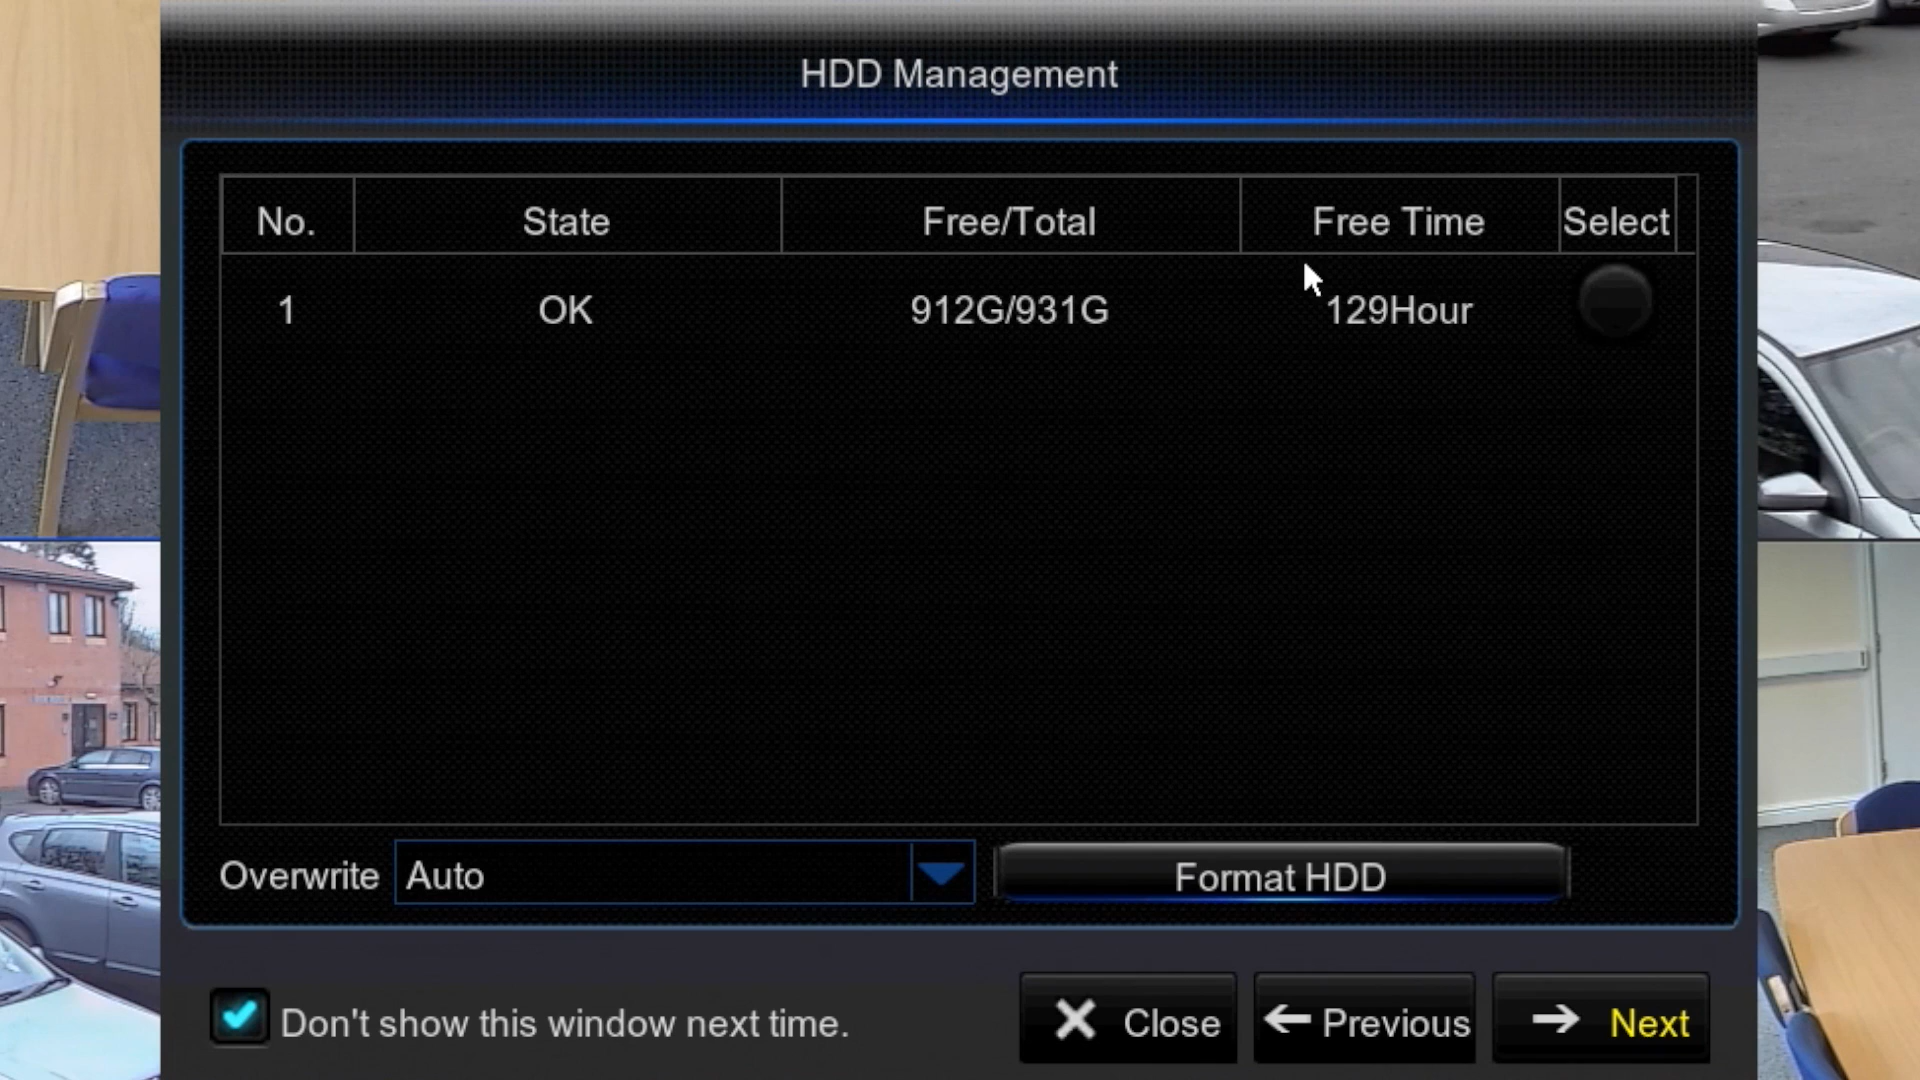 HDD Management
No. State Free/Total Free Time Select
1 OK 912G/931G 129Hour
Overwrite Auto Format HDD
Don't show this window next time. Close Previous Next